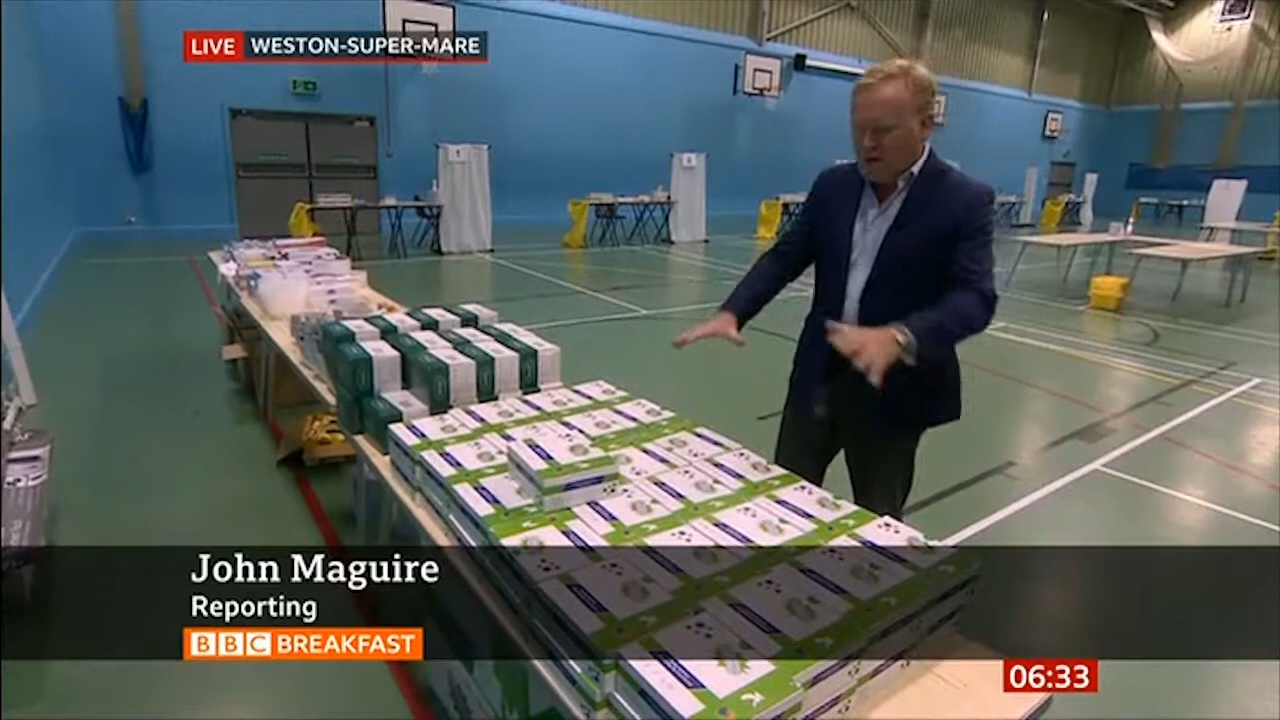 LIVE WESTON-SUPER-MARE
John Maguire
Reporting
BBC BREAKFAST
06:33